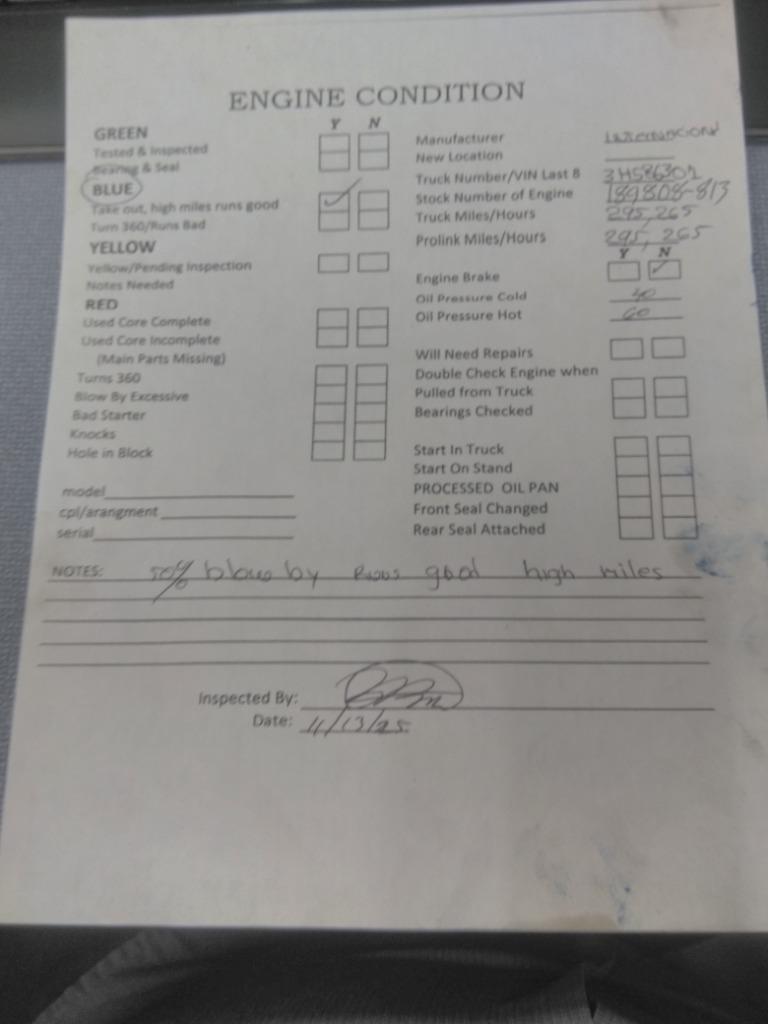 ENGINE CONDITION
Y N
GREEN
Tested & Inspected
Bearing & Seal
BLUE
Take out, high miles runs good
Turn 360/Runs Bad
YELLOW
Yellow/Pending Inspection
Notes Needed
RED
Used Core Complete
Used Core Incomplete
(Main Parts Missing)
Turns 360
Blow By Excessive
Bad Starter
Knocks
Hole in Block
model
cpl/arangment
serial
Manufacturer
New Location
Truck Number/VIN Last 8 3H586301
Stock Number of Engine 189808-813
Truck Miles/Hours 295,265
Prolink Miles/Hours 295,265
Y N
Engine Brake
Oil Pressure Cold 40
Oil Pressure Hot 60
Will Need Repairs
Double Check Engine when
Pulled from Truck
Bearings Checked
Start In Truck
Start On Stand
PROCESSED OIL PAN
Front Seal Changed
Rear Seal Attached
NOTES: 50% blow by Runs good high miles
Inspected By:
Date: 11/13/25